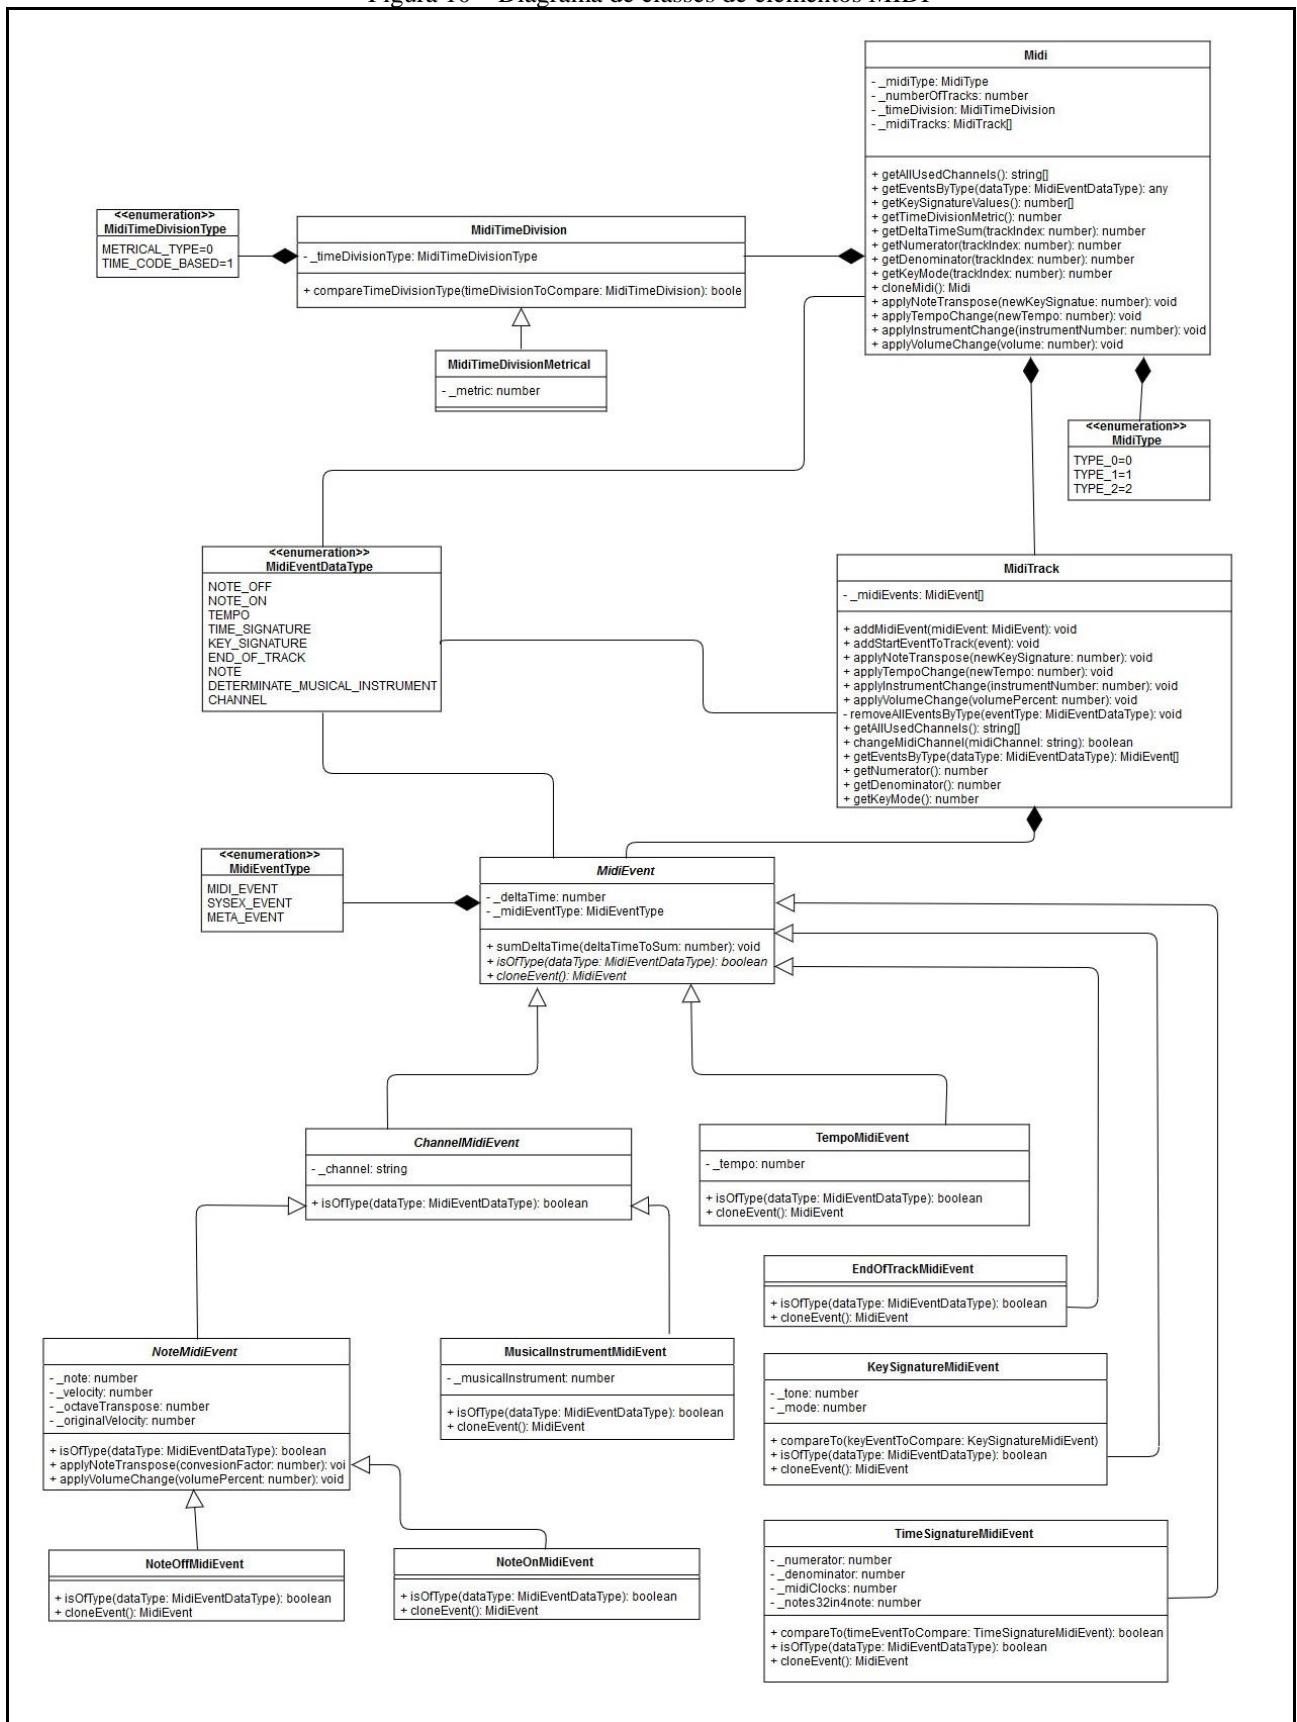 Figura 10 – Diagrama de classes de elementos MIDI
Midi
- _midiType: MidiType
- _numberOfTracks: number
- _timeDivision: MidiTimeDivision
- _midiTracks: MidiTrack[]
+ getAllUsedChannels(): string[]
+ getEventsByType(dataType: MidiEventDataType): any
+ getKeySignatureValues(): number[]
+ getTimeDivisionMetric(): number
+ getDeltaTimeSum(trackIndex: number): number
+ getNumerator(trackIndex: number): number
+ getDenominator(trackIndex: number): number
+ getKeyMode(trackIndex: number): number
+ cloneMidi(): Midi
+ applyNoteTranspose(newKeySignatue: number): void
+ applyTempoChange(newTempo: number): void
+ applyInstrumentChange(instrumentNumber: number): void
+ applyVolumeChange(volume: number): void
<<enumeration>>
MidiTimeDivisionType
METRICAL_TYPE=0
TIME_CODE_BASED=1
MidiTimeDivision
- _timeDivisionType: MidiTimeDivisionType
+ compareTimeDivisionType(timeDivisionToCompare: MidiTimeDivision): boole
MidiTimeDivisionMetrical
- _metric: number
<<enumeration>>
MidiType
TYPE_0=0
TYPE_1=1
TYPE_2=2
<<enumeration>>
MidiEventDataType
NOTE_OFF
NOTE_ON
TEMPO
TIME_SIGNATURE
KEY_SIGNATURE
END_OF_TRACK
NOTE
DETERMINATE_MUSICAL_INSTRUMENT
CHANNEL
MidiTrack
- _midiEvents: MidiEvent[]
+ addMidiEvent(midiEvent: MidiEvent): void
+ addStartEventToTrack(event): void
+ applyNoteTranspose(newKeySignature: number): void
+ applyTempoChange(newTempo: number): void
+ applyInstrumentChange(instrumentNumber: number): void
+ applyVolumeChange(volumePercent: number): void
- removeAllEventsByType(eventType: MidiEventDataType): void
+ getAllUsedChannels(): string[]
+ changeMidiChannel(midiChannel: string): boolean
+ getEventsByType(dataType: MidiEventDataType): MidiEvent[]
+ getNumerator(): number
+ getDenominator(): number
+ getKeyMode(): number
<<enumeration>>
MidiEventType
MIDI_EVENT
SYSEX_EVENT
META_EVENT
MidiEvent
- _deltaTime: number
- _midiEventType: MidiEventType
+ sumDeltaTime(deltaTimeToSum: number): void
+ isOfType(dataType: MidiEventDataType): boolean
+ cloneEvent(): MidiEvent
ChannelMidiEvent
- _channel: string
+ isOfType(dataType: MidiEventDataType): boolean
TempoMidiEvent
- _tempo: number
+ isOfType(dataType: MidiEventDataType): boolean
+ cloneEvent(): MidiEvent
EndOfTrackMidiEvent
+ isOfType(dataType: MidiEventDataType): boolean
+ cloneEvent(): MidiEvent
NoteMidiEvent
- _note: number
- _velocity: number
- _octaveTranspose: number
- _originalVelocity: number
+ isOfType(dataType: MidiEventDataType): boolean
+ applyNoteTranspose(convesionFactor: number): voi
+ applyVolumeChange(volumePercent: number): void
MusicalInstrumentMidiEvent
- _musicalInstrument: number
+ isOfType(dataType: MidiEventDataType): boolean
+ cloneEvent(): MidiEvent
KeySignatureMidiEvent
- _tone: number
- _mode: number
+ compareTo(keyEventToCompare: KeySignatureMidiEvent)
+ isOfType(dataType: MidiEventDataType): boolean
+ cloneEvent(): MidiEvent
NoteOffMidiEvent
+ isOfType(dataType: MidiEventDataType): boolean
+ cloneEvent(): MidiEvent
NoteOnMidiEvent
+ isOfType(dataType: MidiEventDataType): boolean
+ cloneEvent(): MidiEvent
TimeSignatureMidiEvent
- _numerator: number
- _denominator: number
- _midiClocks: number
- _notes32in4note: number
+ compareTo(timeEventToCompare: TimeSignatureMidiEvent): boolean
+ isOfType(dataType: MidiEventDataType): boolean
+ cloneEvent(): MidiEvent